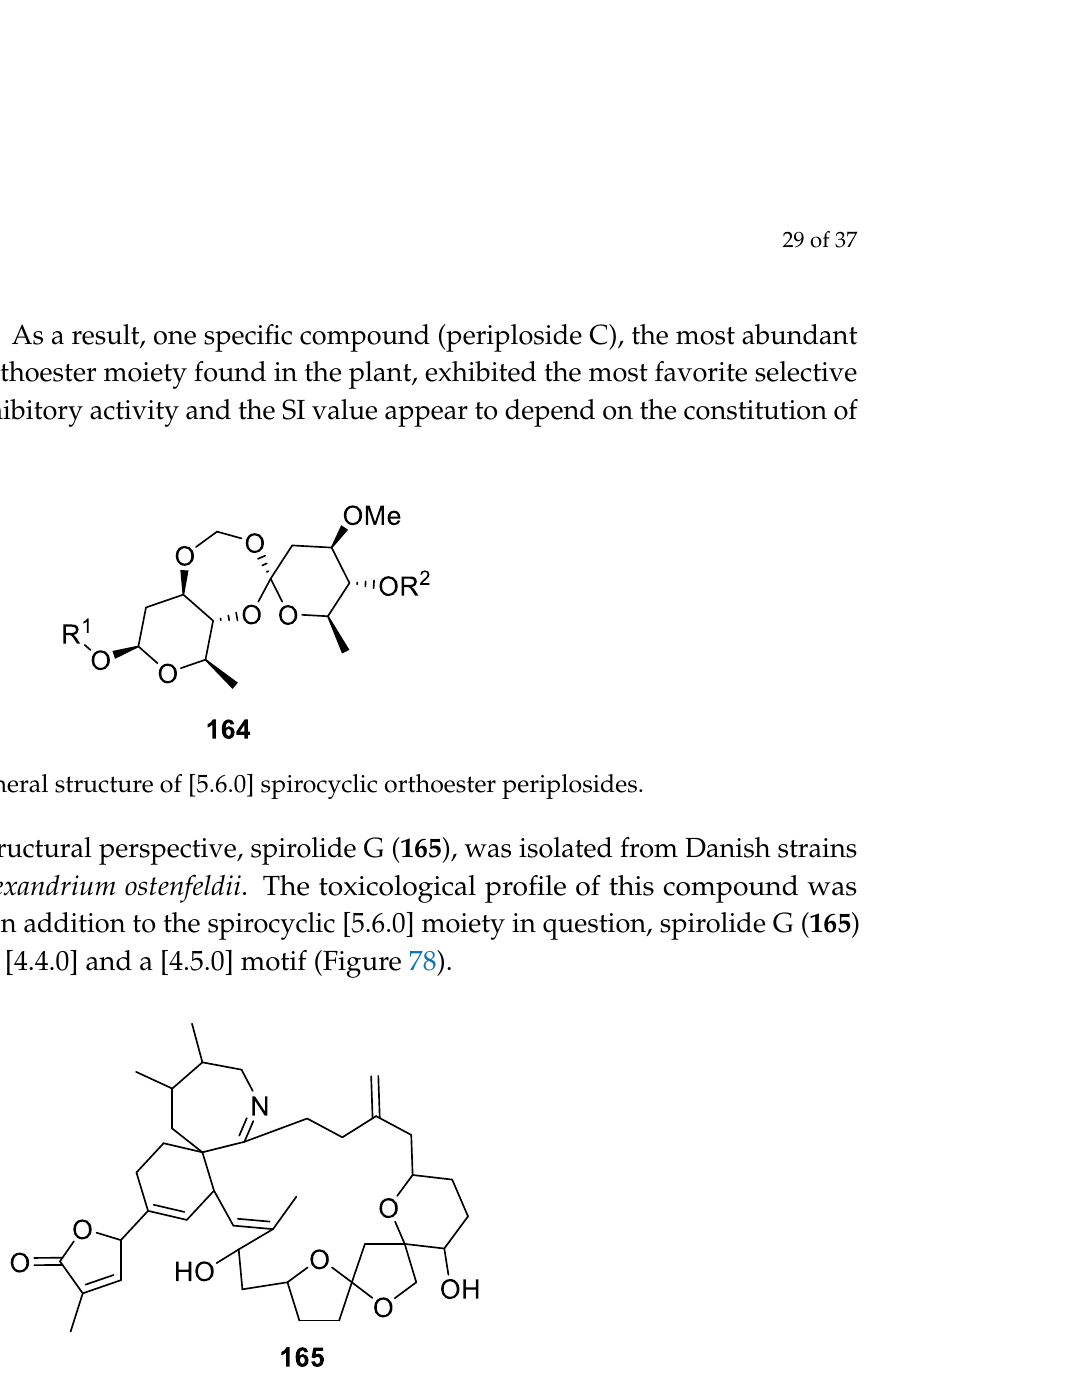 29 of 37
As a result, one specific compound (periploside C), the most abundant
thoester moiety found in the plant, exhibited the most favorite selective
ibitory activity and the SI value appear to depend on the constitution of
OMe
O O
OR2
O O
R1
O
O
164
neral structure of [5.6.0] spirocyclic orthoester periplosides.
ructural perspective, spirolide G (165), was isolated from Danish strains
exandrium ostenfeldii. The toxicological profile of this compound was
n addition to the spirocyclic [5.6.0] moiety in question, spirolide G (165)
[4.4.0] and a [4.5.0] motif (Figure 78).
N
O
O
O
O
HO
OH
O
165